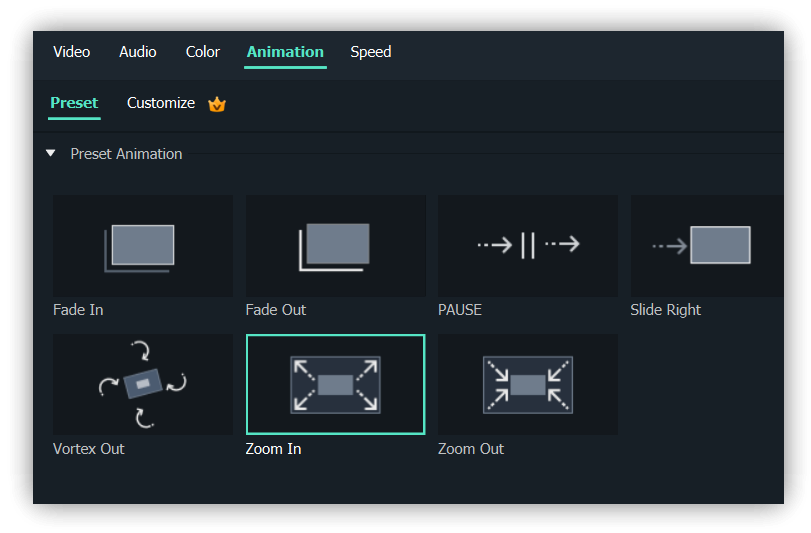 Video Audio Color Animation Speed
Preset Customize
Preset Animation
Fade In Fade Out PAUSE Slide Right
Vortex Out Zoom In Zoom Out